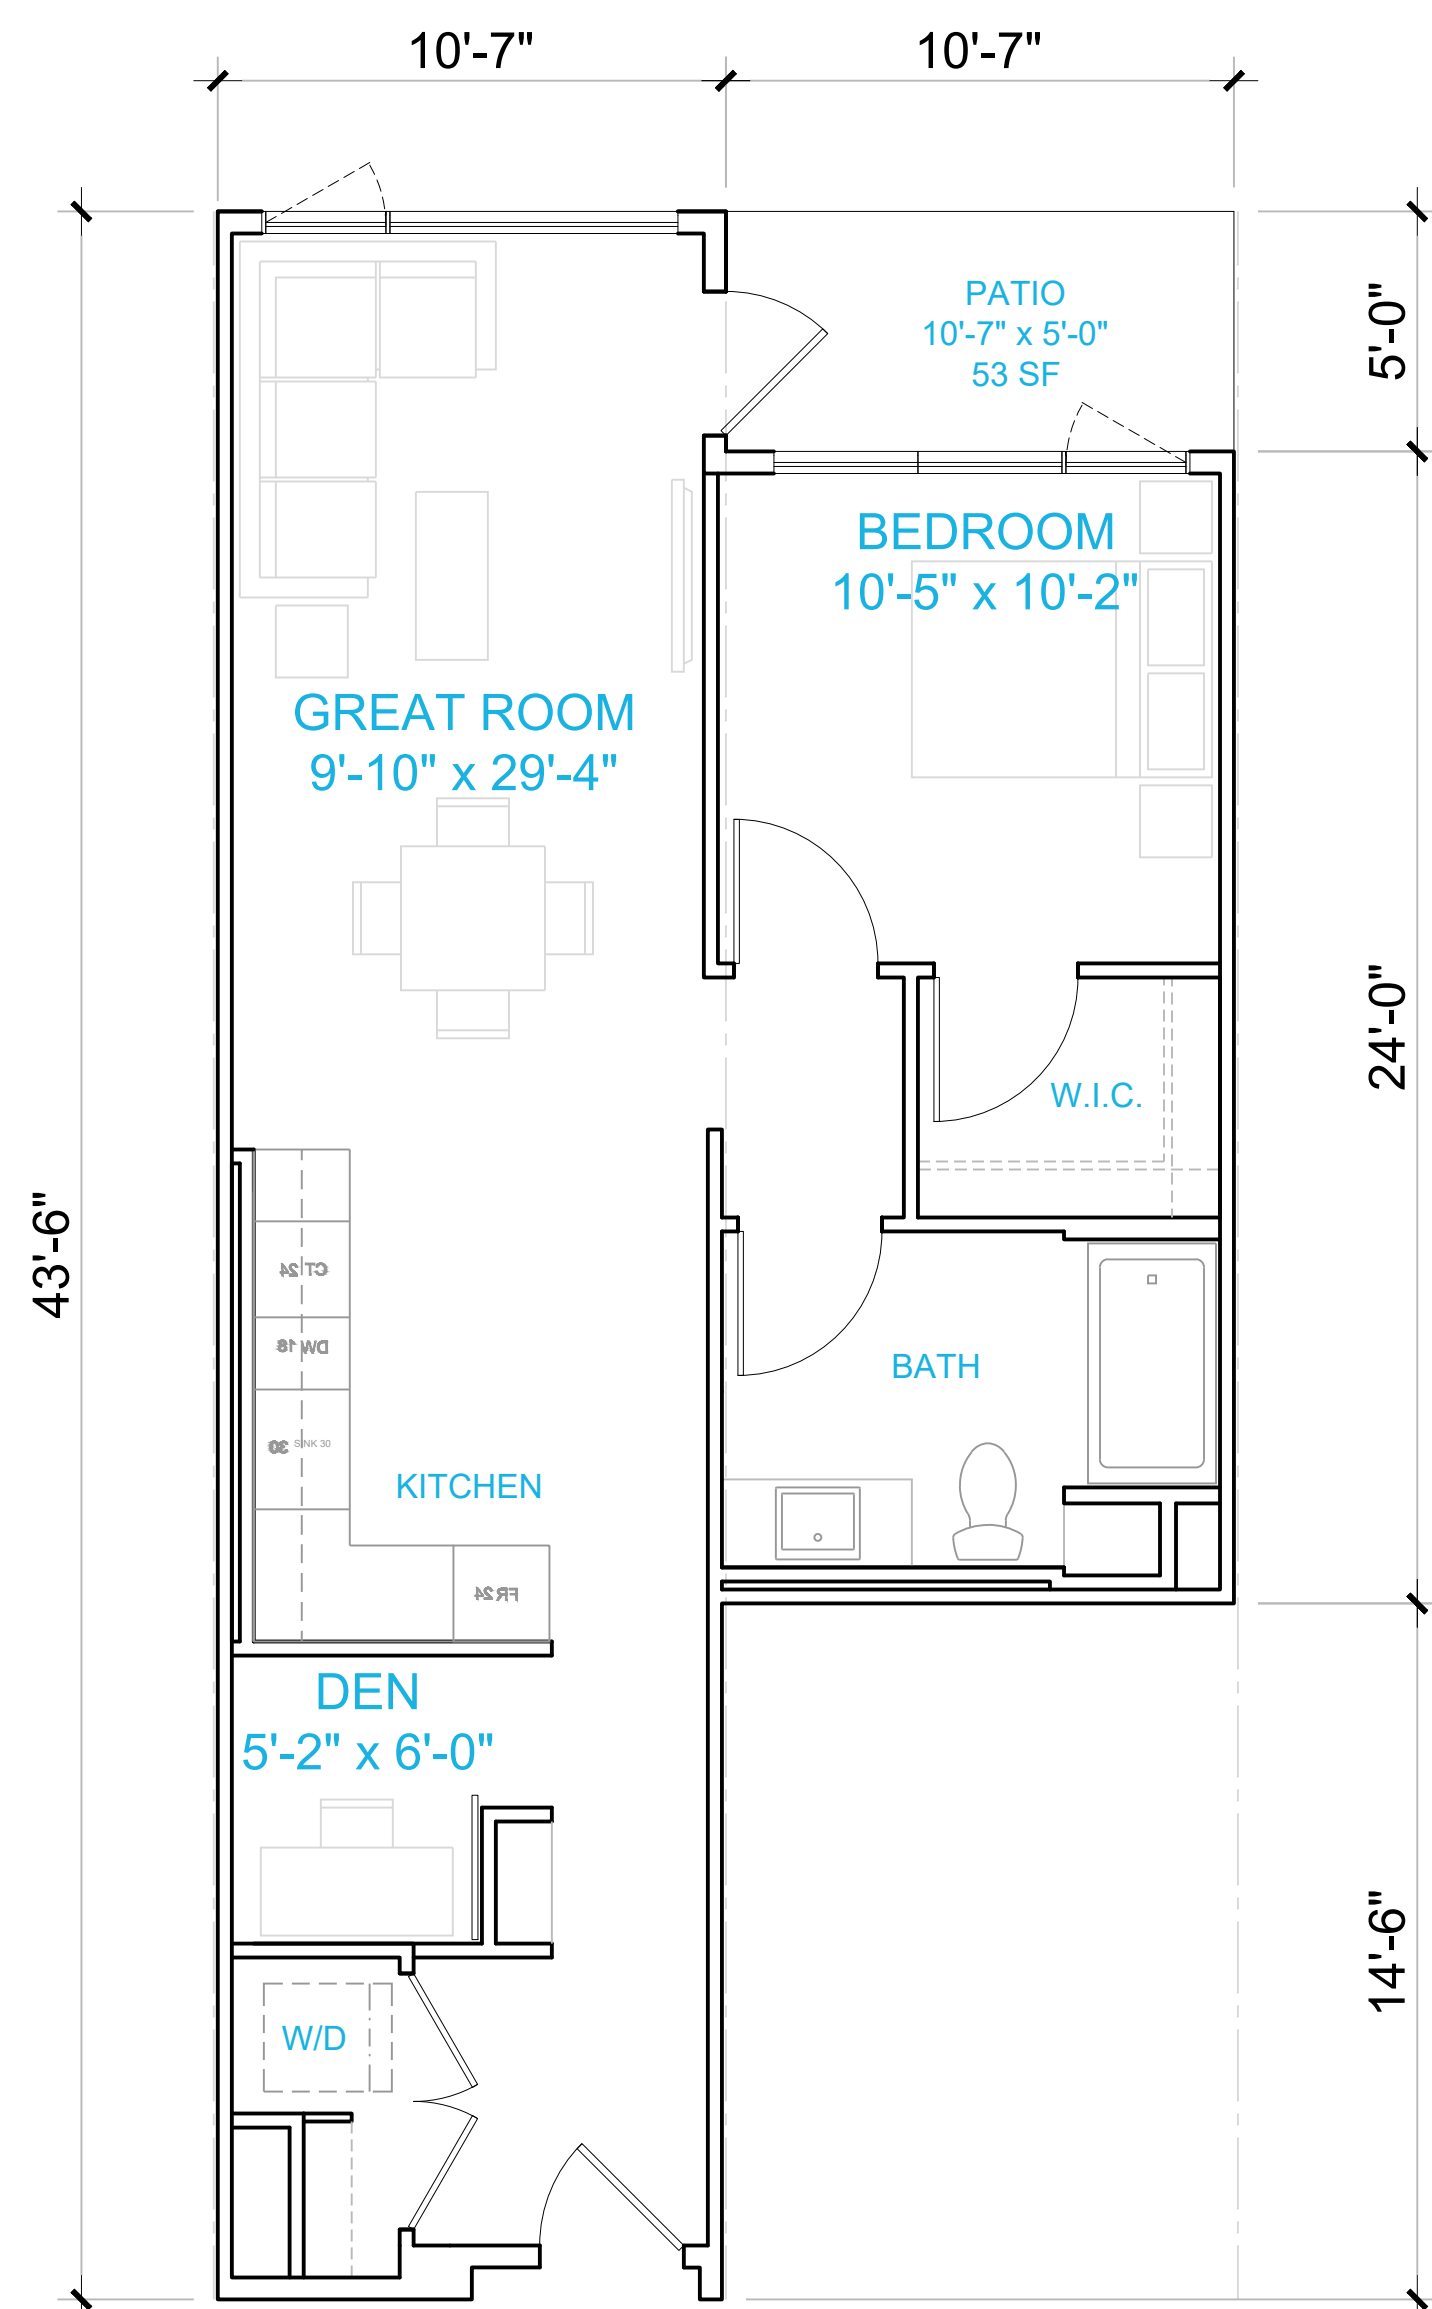 10'-7" 10'-7"
PATIO
10'-7" x 5'-0"
53 SF
5'-0"
BEDROOM
10'-5" x 10'-2"
GREAT ROOM
9'-10" x 29'-4"
24'-0"
W.I.C.
43'-6"
CT 24
DW 18
BATH
30 SINK 30
KITCHEN
FR 24
DEN
5'-2" x 6'-0"
14'-6"
W/D